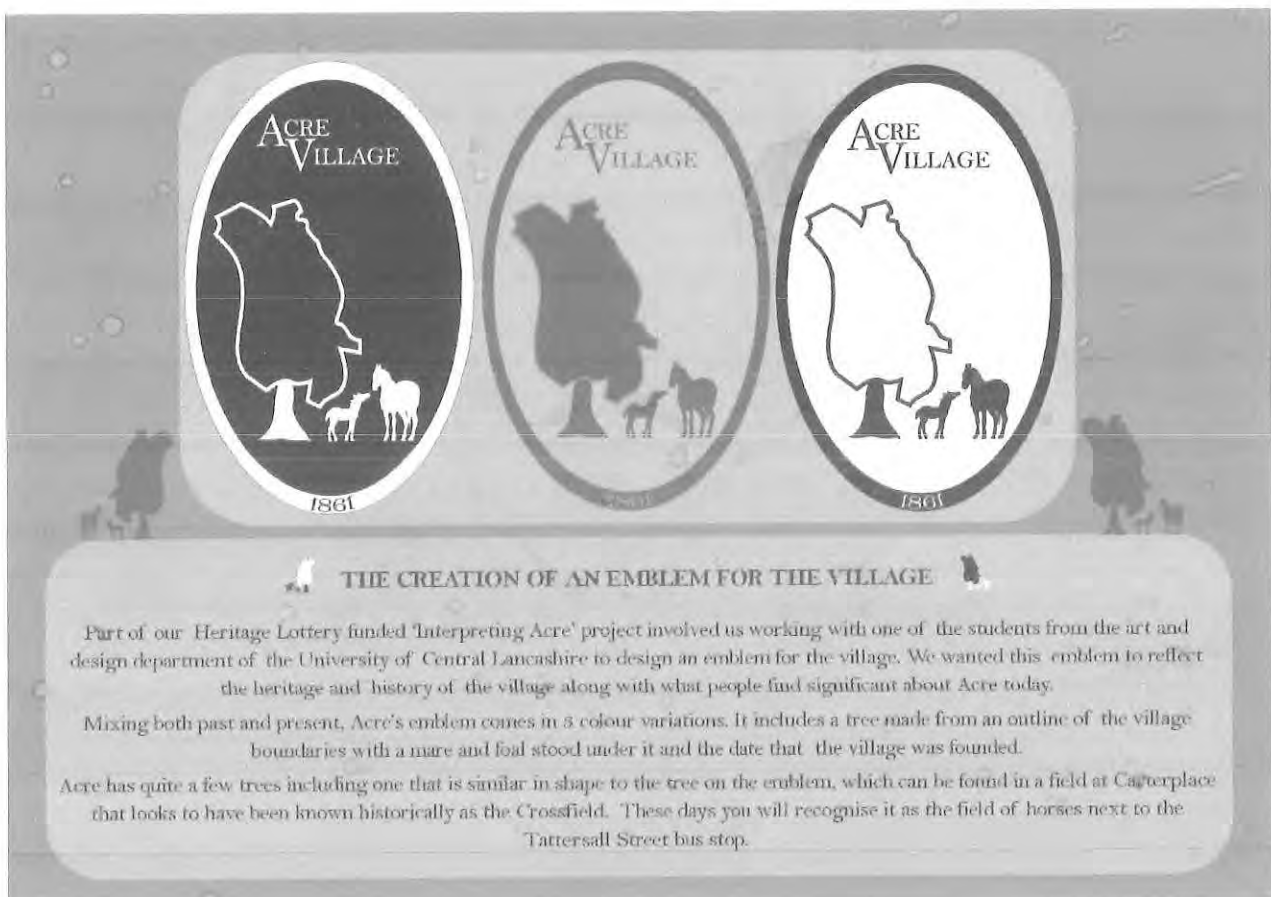 ACRE
VILLAGE
1861
ACRE
VILLAGE
1861
ACRE
VILLAGE
1861
THE CREATION OF AN EMBLEM FOR THE VILLAGE
Part of our Heritage Lottery funded 'Interpreting Acre' project involved us working with one of the students from the art and
design department of the University of Central Lancashire to design an emblem for the village. We wanted this emblem to reflect
the heritage and history of the village along with what people find significant about Acre today.
Mixing both past and present, Acre's emblem comes in 3 colour variations. It includes a tree made from an outline of the village
boundaries with a mare and foal stood under it and the date that the village was founded.
Acre has quite a few trees including one that is similar in shape to the tree on the emblem, which can be found in a field at Carterplace
that looks to have been known historically as the Crossfield. These days you will recognise it as the field of horses next to the
Tattersall Street bus stop.